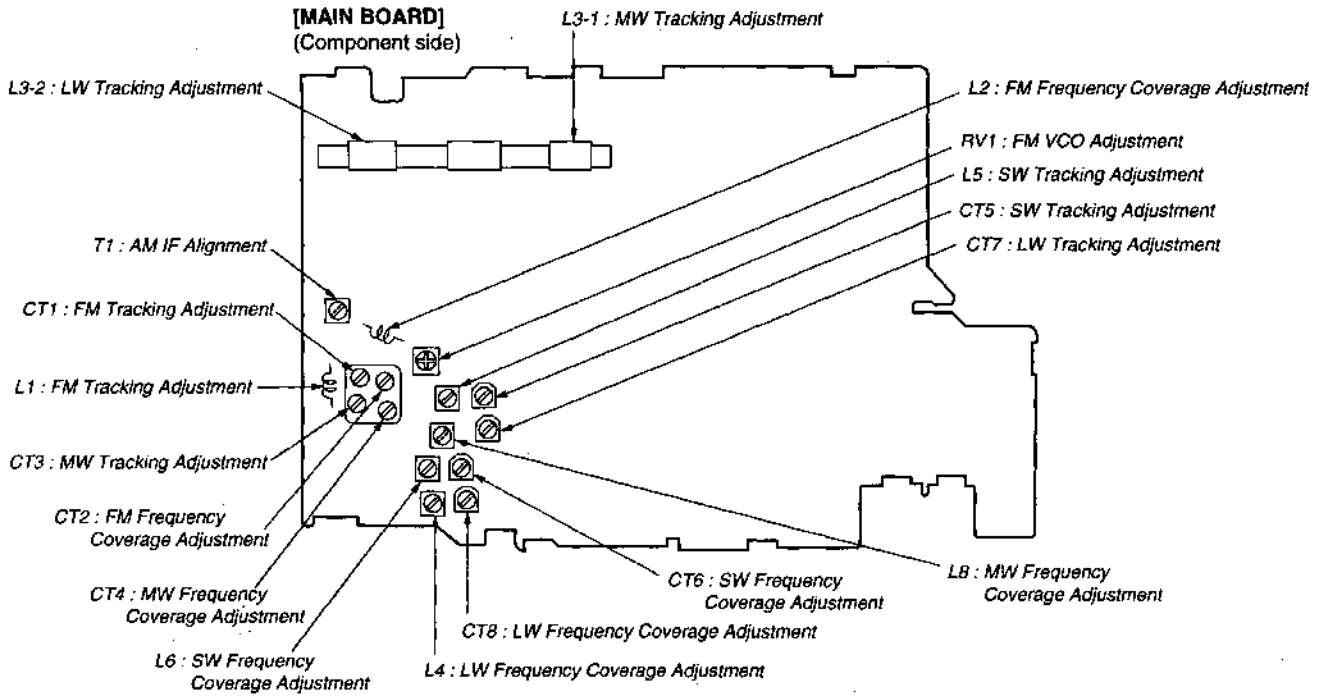 [MAIN BOARD]
(Component side)
L3-1 : MW Tracking Adjustment
L3-2 : LW Tracking Adjustment
L2 : FM Frequency Coverage Adjustment
RV1 : FM VCO Adjustment
L5 : SW Tracking Adjustment
CT5 : SW Tracking Adjustment
CT7 : LW Tracking Adjustment
T1 : AM IF Alignment
CT1 : FM Tracking Adjustment
L1 : FM Tracking Adjustment
CT3 : MW Tracking Adjustment
CT2 : FM Frequency
Coverage Adjustment
CT4 : MW Frequency
Coverage Adjustment
L6 : SW Frequency
Coverage Adjustment
L4 : LW Frequency Coverage Adjustment
CT8 : LW Frequency Coverage Adjustment
CT6 : SW Frequency
Coverage Adjustment
L8 : MW Frequency
Coverage Adjustment